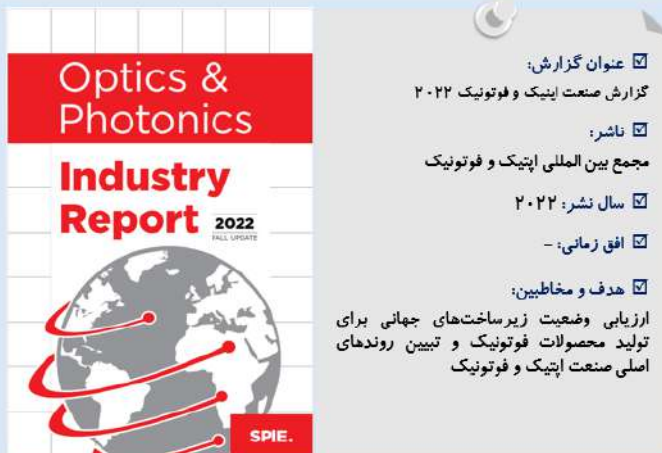 Optics &
Photonics
Industry
Report 2022
FALL UPDATE
SPIE.
☑ عنوان گزارش:
گزارش صنعت اپتیک و فوتونیک ۲۰۲۲
☑ ناشر:
مجمع بین المللی اپتیک و فوتونیک
☑ سال نشر: ۲۰۲۲
☑ افق زمانی: -
☑ هدف و مخاطبین:
ارزیابی وضعیت زیرساخت‌های جهانی برای
تولید محصولات فوتونیک و تبیین روندهای
اصلی صنعت اپتیک و فوتونیک